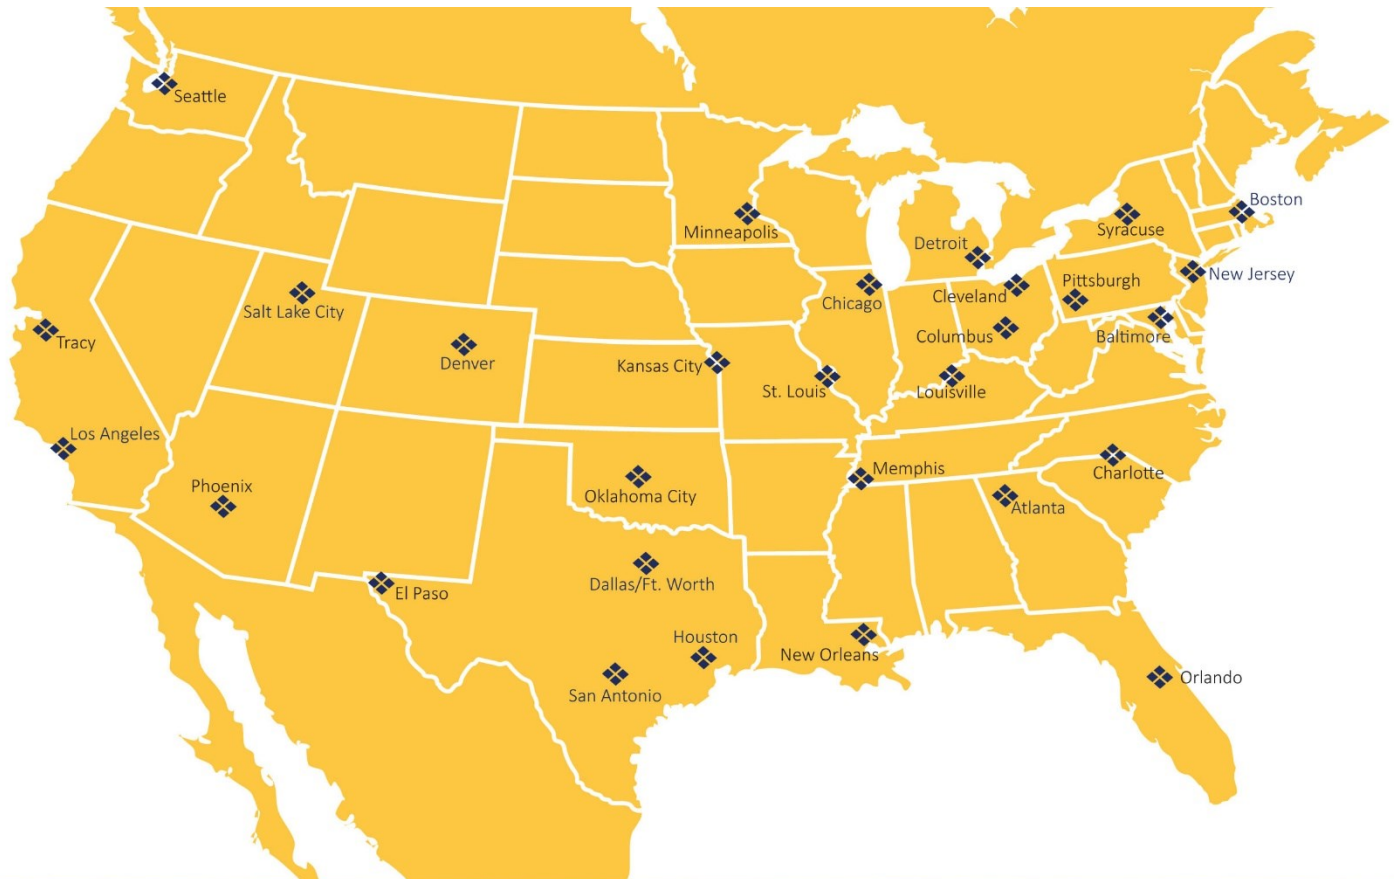 Seattle
Boston
Minneapolis
Syracuse
Detroit
New Jersey
Pittsburgh
Salt Lake City
Chicago
Cleveland
Tracy
Columbus
Baltimore
Denver
Kansas City
St. Louis
Louisville
Los Angeles
Memphis
Charlotte
Phoenix
Oklahoma City
Atlanta
El Paso
Dallas/Ft. Worth
Houston
New Orleans
San Antonio
Orlando